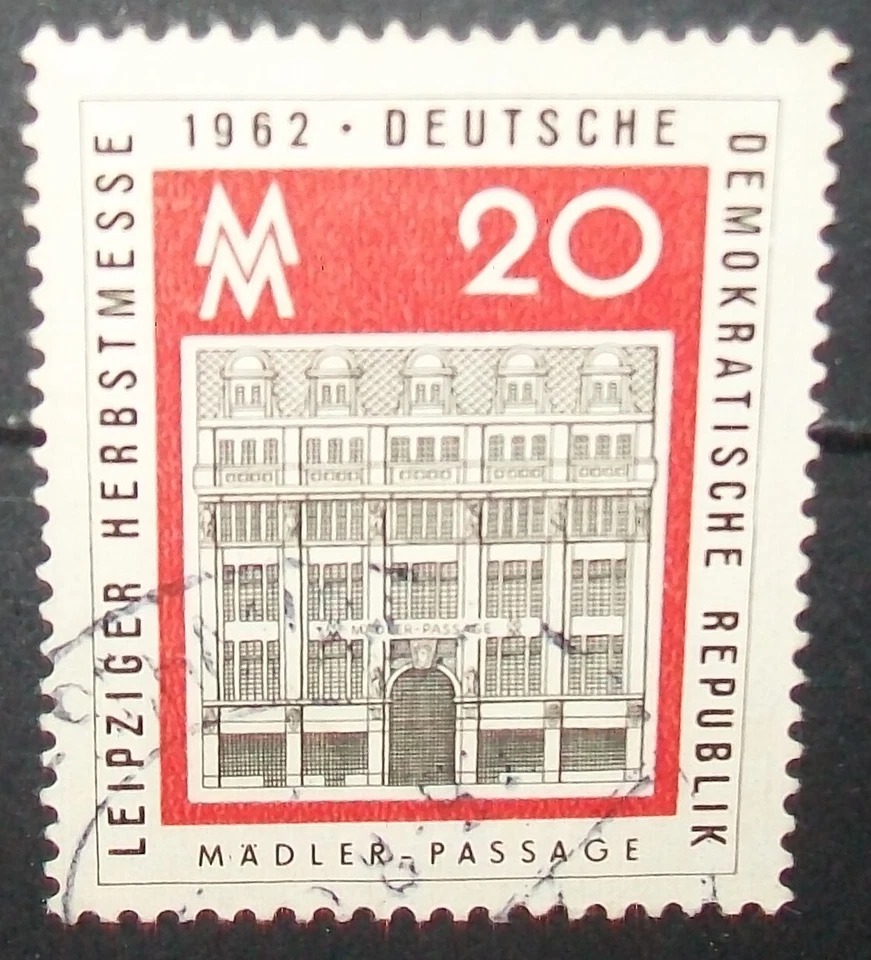 LEIPZIGER HERBSTMESSE
1962 · DEUTSCHE
DEMOKRATISCHE REPUBLIK
MM
20
MÄDLER-PASSAGE
MÄDLER-PASSAGE